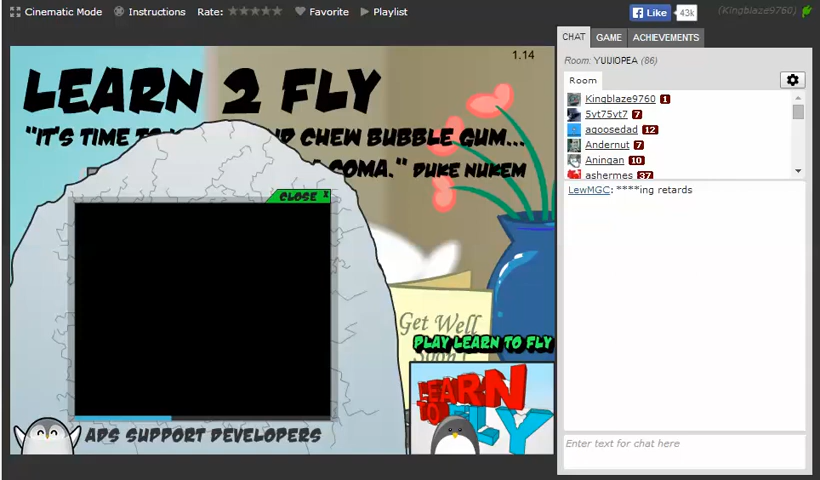 Cinematic Mode Instructions Rate: Favorite Playlist Like 43k (Kingblaze9760)
CHAT GAME ACHIEVEMENTS
1.14
LEARN 2 FLY
"IT'S TIME CHEW BUBBLE GUM...
COMA." DUKE NUKEM
CLOSE X
Get Well
Soon!
PLAY LEARN TO FLY
LEARN
TO FLY
ADS SUPPORT DEVELOPERS
Room: YUUIOPEA (86)
Room
Kingblaze9760 1
5vt75vt7 7
agoosedad 12
Andernut 7
Aningan 10
ashermes 37
LewMGC: ****ing retards
Enter text for chat here